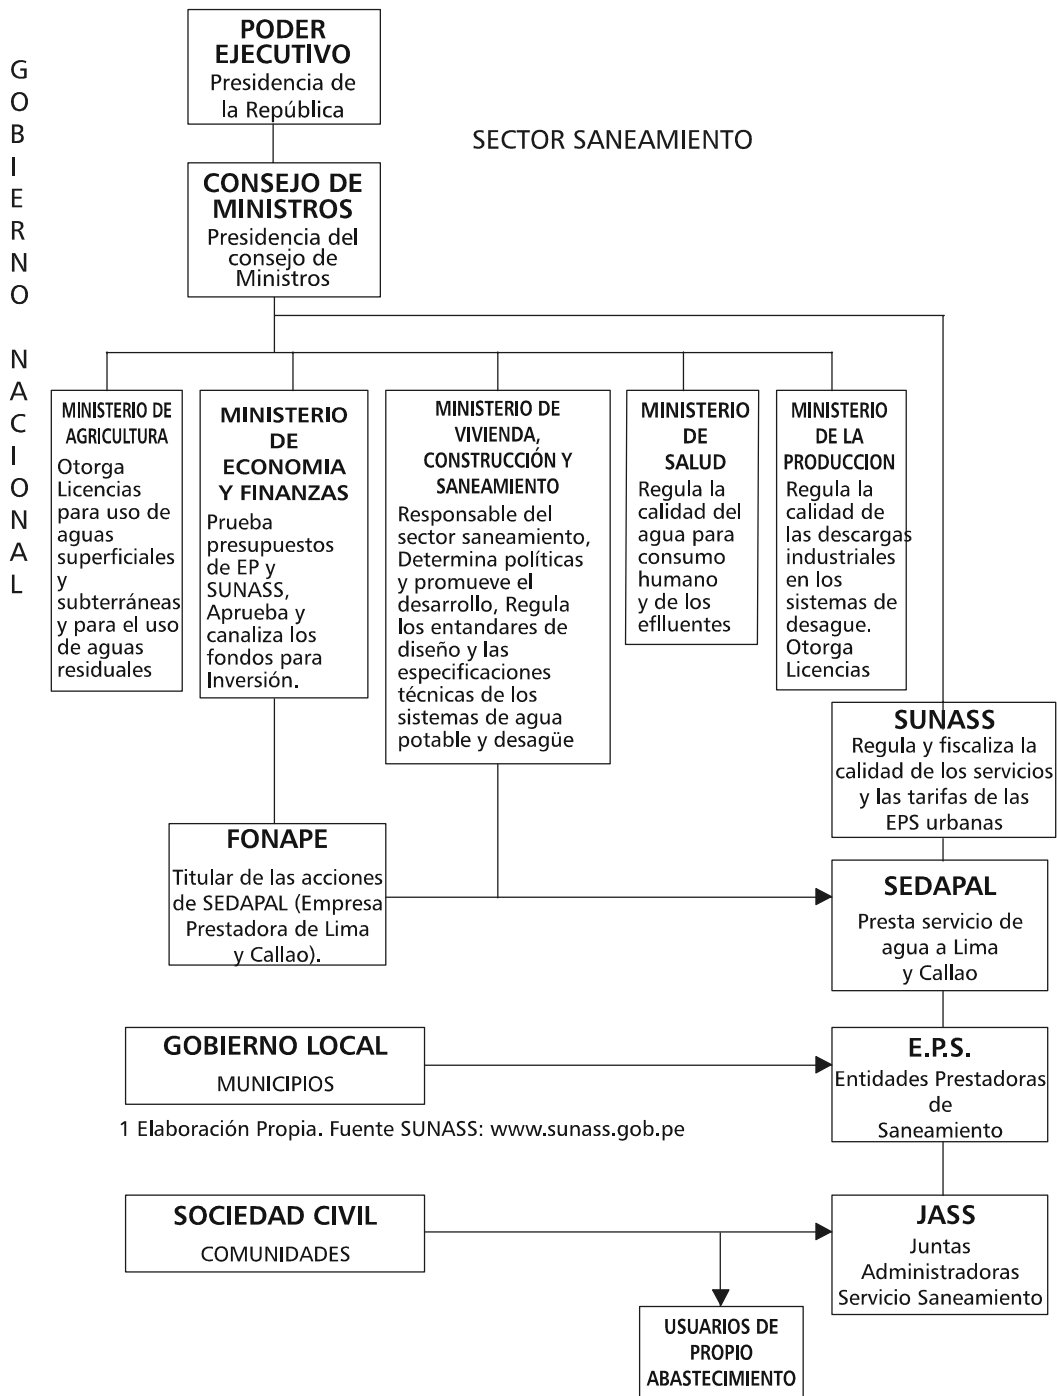 GOBIERNO NACIONAL
PODER
EJECUTIVO
Presidencia de
la República
SECTOR SANEAMIENTO
CONSEJO DE
MINISTROS
Presidencia del
consejo de
Ministros
MINISTERIO DE
AGRICULTURA
Otorga
Licencias
para uso de
aguas
superficiales
y
subterráneas
y para el uso
de aguas
residuales
MINISTERIO
DE
ECONOMIA
Y FINANZAS
Prueba
presupuestos
de EP y
SUNASS,
Aprueba y
canaliza los
fondos para
Inversión.
MINISTERIO DE
VIVIENDA,
CONSTRUCCIÓN Y
SANEAMIENTO
Responsable del
sector saneamiento,
Determina políticas
y promueve el
desarrollo, Regula
los entandares de
diseño y las
especificaciones
técnicas de los
sistemas de agua
potable y desagüe
MINISTERIO
DE
SALUD
Regula la
calidad del
agua para
consumo
humano
y de los
eflluentes
MINISTERIO
DE LA
PRODUCCION
Regula la
calidad de
las descargas
industriales
en los
sistemas de
desague.
Otorga
Licencias
SUNASS
Regula y fiscaliza la
calidad de los servicios
y las tarifas de las
EPS urbanas
FONAPE
Titular de las acciones
de SEDAPAL (Empresa
Prestadora de Lima
y Callao).
SEDAPAL
Presta servicio de
agua a Lima
y Callao
GOBIERNO LOCAL
MUNICIPIOS
E.P.S.
Entidades Prestadoras
de
Saneamiento
1 Elaboración Propia. Fuente SUNASS: www.sunass.gob.pe
SOCIEDAD CIVIL
COMUNIDADES
JASS
Juntas
Administradoras
Servicio Saneamiento
USUARIOS DE
PROPIO
ABASTECIMIENTO